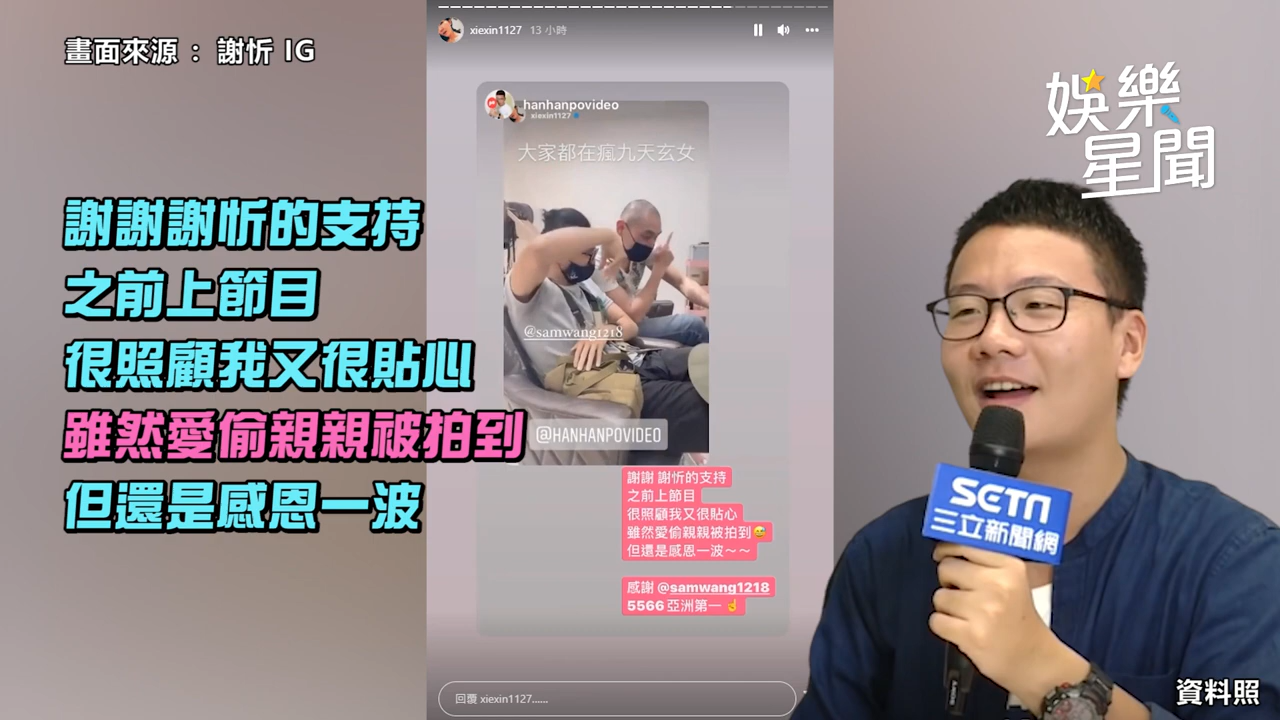 畫面來源 : 謝忻 IG
xiexin1127 13 小時
娛樂
星聞
hanhanpovideo
xiexin1127
大家都在瘋九天玄女
@samwang1218
@HANHANPOVIDEO
謝謝謝忻的支持
之前上節目
很照顧我又很貼心
雖然愛偷親親被拍到
但還是感恩一波
謝謝 謝忻的支持
之前上節目
很照顧我又很貼心
雖然愛偷親親被拍到😅
但還是感恩一波～～
感謝 @samwang1218
5566 亞洲第一☝
SETN
三立新聞網
回覆 xiexin1127......
資料照